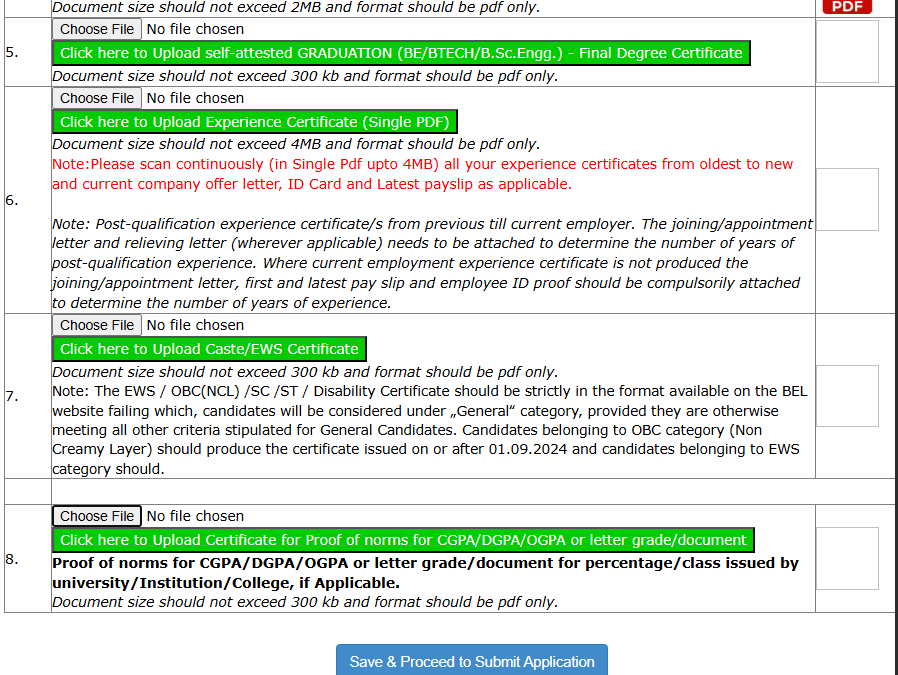 Document size should not exceed 2MB and format should be pdf only.
PDF
5.
Choose File No file chosen
Click here to Upload self-attested GRADUATION (BE/BTECH/B.Sc.Engg.) - Final Degree Certificate
Document size should not exceed 300 kb and format should be pdf only.
6.
Choose File No file chosen
Click here to Upload Experience Certificate (Single PDF)
Document size should not exceed 4MB and format should be pdf only.
Note:Please scan continuously (in Single Pdf upto 4MB) all your experience certificates from oldest to new
and current company offer letter, ID Card and Latest payslip as applicable.
Note: Post-qualification experience certificate/s from previous till current employer. The joining/appointment
letter and relieving letter (wherever applicable) needs to be attached to determine the number of years of
post-qualification experience. Where current employment experience certificate is not produced the
joining/appointment letter, first and latest pay slip and employee ID proof should be compulsorily attached
to determine the number of years of experience.
7.
Choose File No file chosen
Click here to Upload Caste/EWS Certificate
Document size should not exceed 300 kb and format should be pdf only.
Note: The EWS / OBC(NCL) /SC /ST / Disability Certificate should be strictly in the format available on the BEL
website failing which, candidates will be considered under „General“ category, provided they are otherwise
meeting all other criteria stipulated for General Candidates. Candidates belonging to OBC category (Non
Creamy Layer) should produce the certificate issued on or after 01.09.2024 and candidates belonging to EWS
category should.
8.
Choose File No file chosen
Click here to Upload Certificate for Proof of norms for CGPA/DGPA/OGPA or letter grade/document
Proof of norms for CGPA/DGPA/OGPA or letter grade/document for percentage/class issued by
university/Institution/College, if Applicable.
Document size should not exceed 300 kb and format should be pdf only.
Save & Proceed to Submit Application